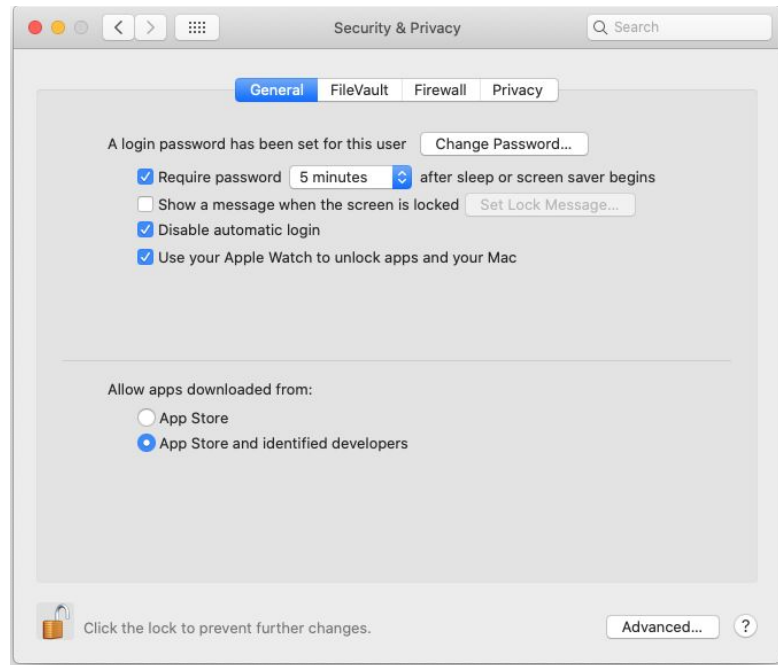 Security & Privacy
Search
General FileVault Firewall Privacy
A login password has been set for this user Change Password...
Require password 5 minutes after sleep or screen saver begins
Show a message when the screen is locked Set Lock Message...
Disable automatic login
Use your Apple Watch to unlock apps and your Mac
Allow apps downloaded from:
App Store
App Store and identified developers
Click the lock to prevent further changes.
Advanced... ?